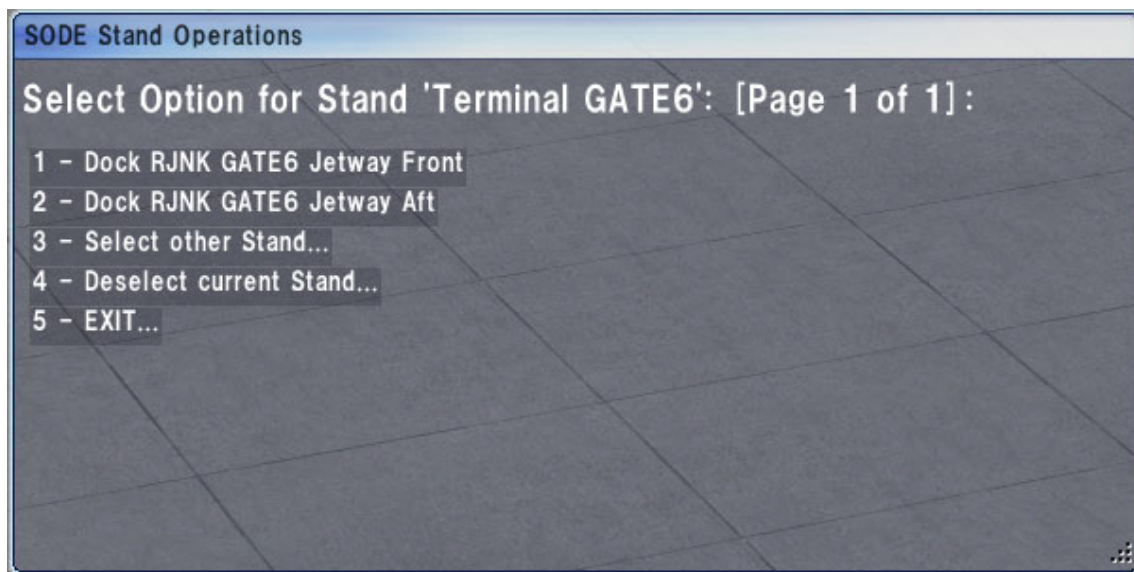 SODE Stand Operations
Select Option for Stand 'Terminal GATE6': [Page 1 of 1]:
1 - Dock RJNK GATE6 Jetway Front
2 - Dock RJNK GATE6 Jetway Aft
3 - Select other Stand...
4 - Deselect current Stand...
5 - EXIT...